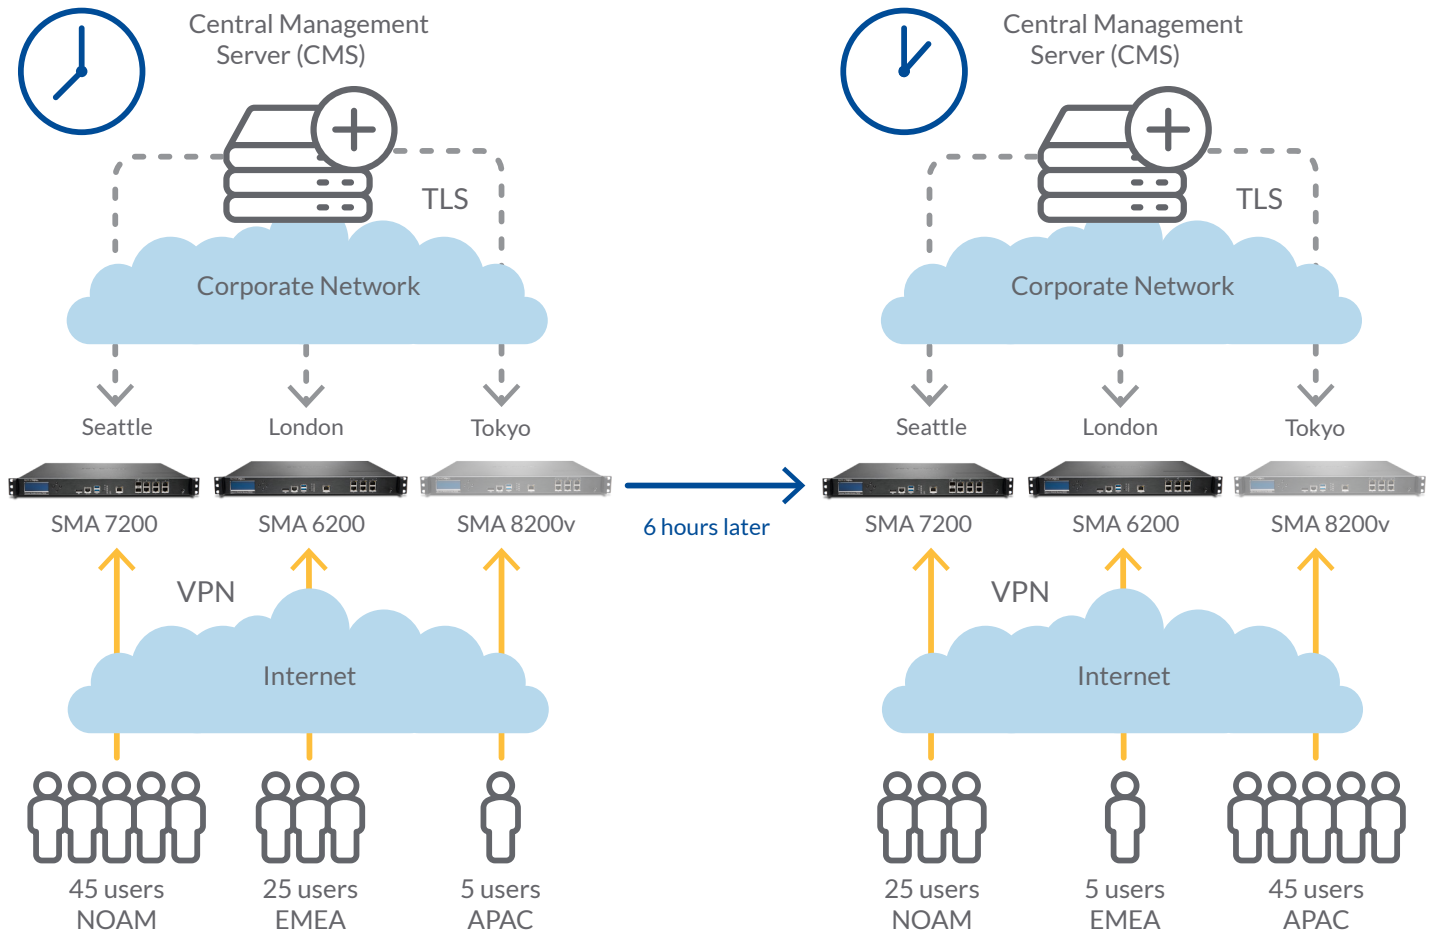 Central Management
Server (CMS)
TLS
Corporate Network
Seattle
London
Tokyo
SMA 7200
SMA 6200
SMA 8200v
VPN
Internet
45 users
NOAM
25 users
EMEA
5 users
APAC
6 hours later
Central Management
Server (CMS)
TLS
Corporate Network
Seattle
London
Tokyo
SMA 7200
SMA 6200
SMA 8200v
VPN
Internet
25 users
NOAM
5 users
EMEA
45 users
APAC